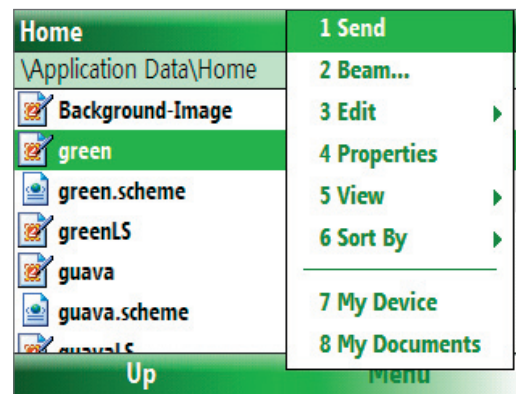 Home
\Application Data\Home
Background-Image
green
green.scheme
greenLS
guava
guava.scheme
guavaLS
Up
1 Send
2 Beam...
3 Edit
4 Properties
5 View
6 Sort By
7 My Device
8 My Documents
Menu